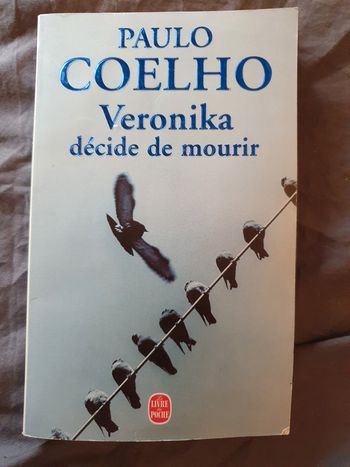 PAULO
COELHO
Veronika
décide de mourir
Le
LIVRE
de
POCHE